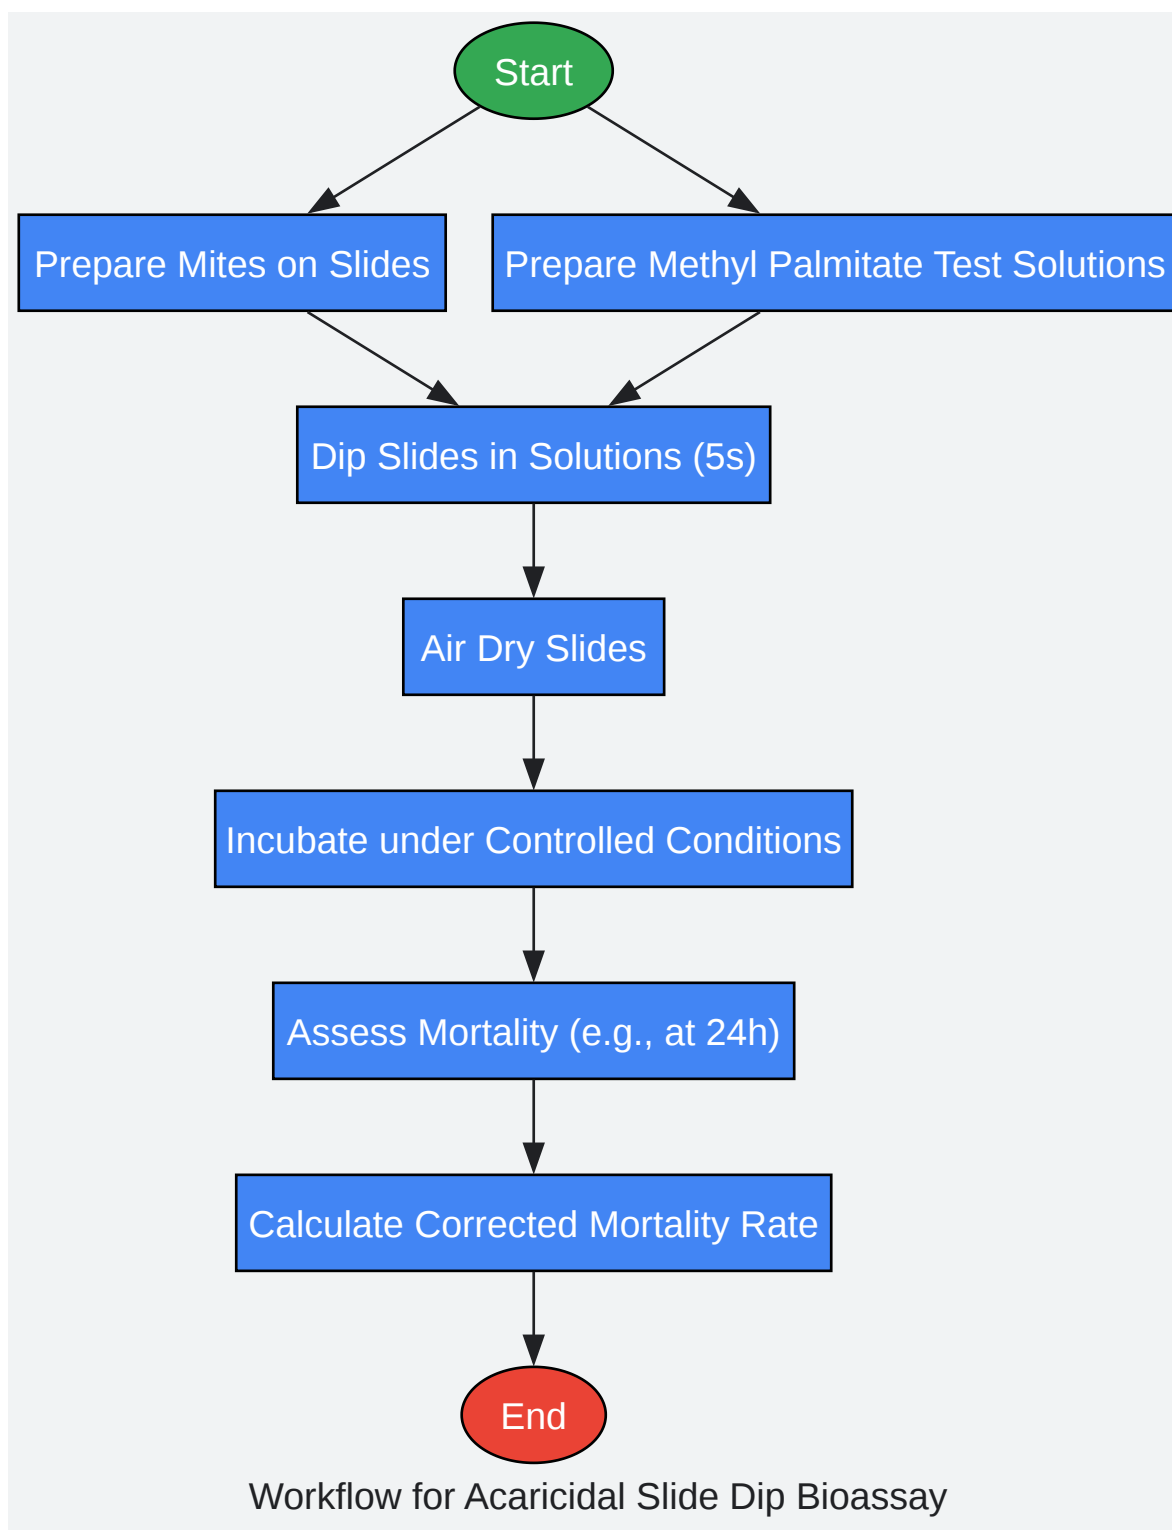 Start
Prepare Mites on Slides
Prepare Methyl Palmitate Test Solutions
Dip Slides in Solutions (5s)
Air Dry Slides
Incubate under Controlled Conditions
Assess Mortality (e.g., at 24h)
Calculate Corrected Mortality Rate
End
Workflow for Acaricidal Slide Dip Bioassay